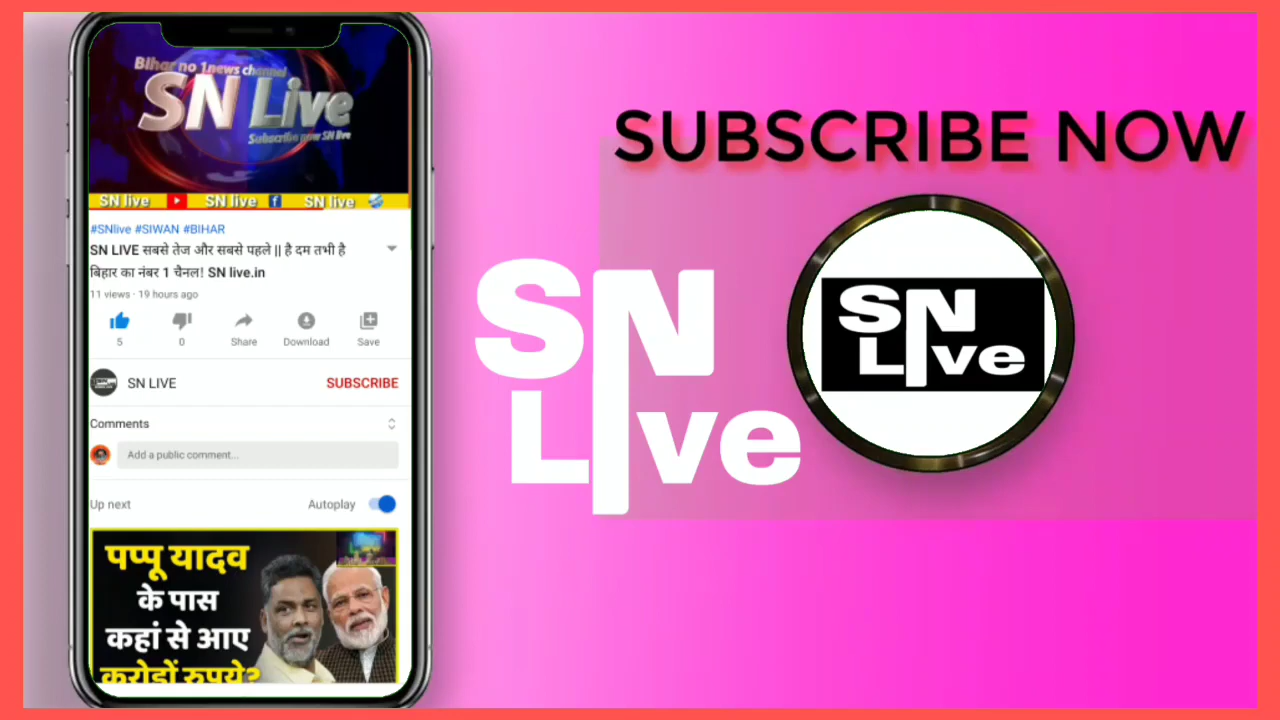 Bihar no 1news channel
SN Live
Subscribe now SN live
SN live SN live SN live
#SNlive #SIWAN #BIHAR
SN LIVE सबसे तेज और सबसे पहले || है दम तभी है
बिहार का नंबर 1 चैनल! SN live.in
11 views · 19 hours ago
5 0 Share Download Save
SN LIVE SUBSCRIBE
Comments
Add a public comment...
Up next Autoplay
पप्पू यादव
के पास
कहां से आए
करोड़ों रुपये?
SN
Live
SUBSCRIBE NOW
SN
Live